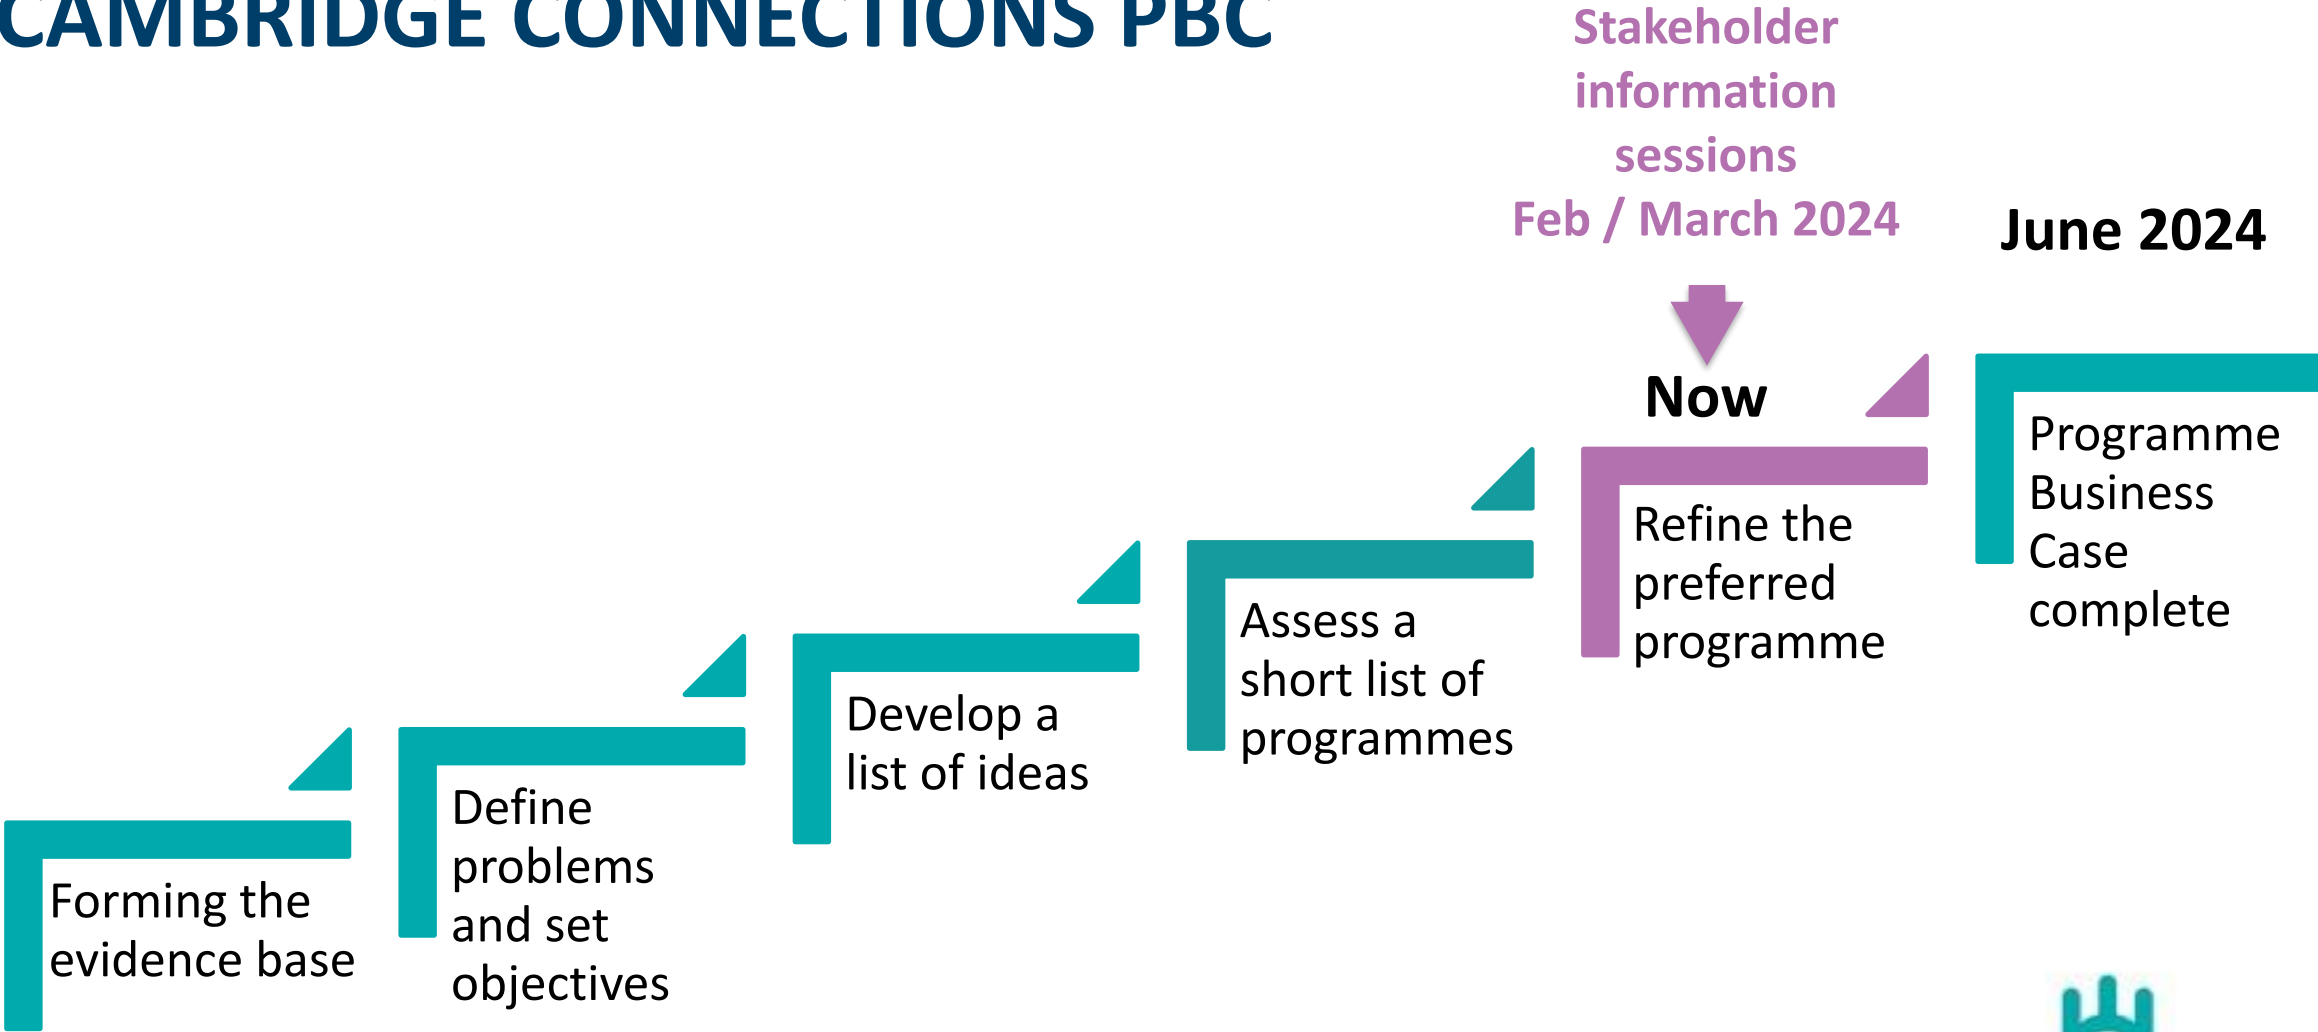 CAMBRIDGE CONNECTIONS PBC
Stakeholder
information
sessions
Feb / March 2024
June 2024
Now
Forming the
evidence base
Define
problems
and set
objectives
Develop a
list of ideas
Assess a
short list of
programmes
Refine the
preferred
programme
Programme
Business
Case
complete